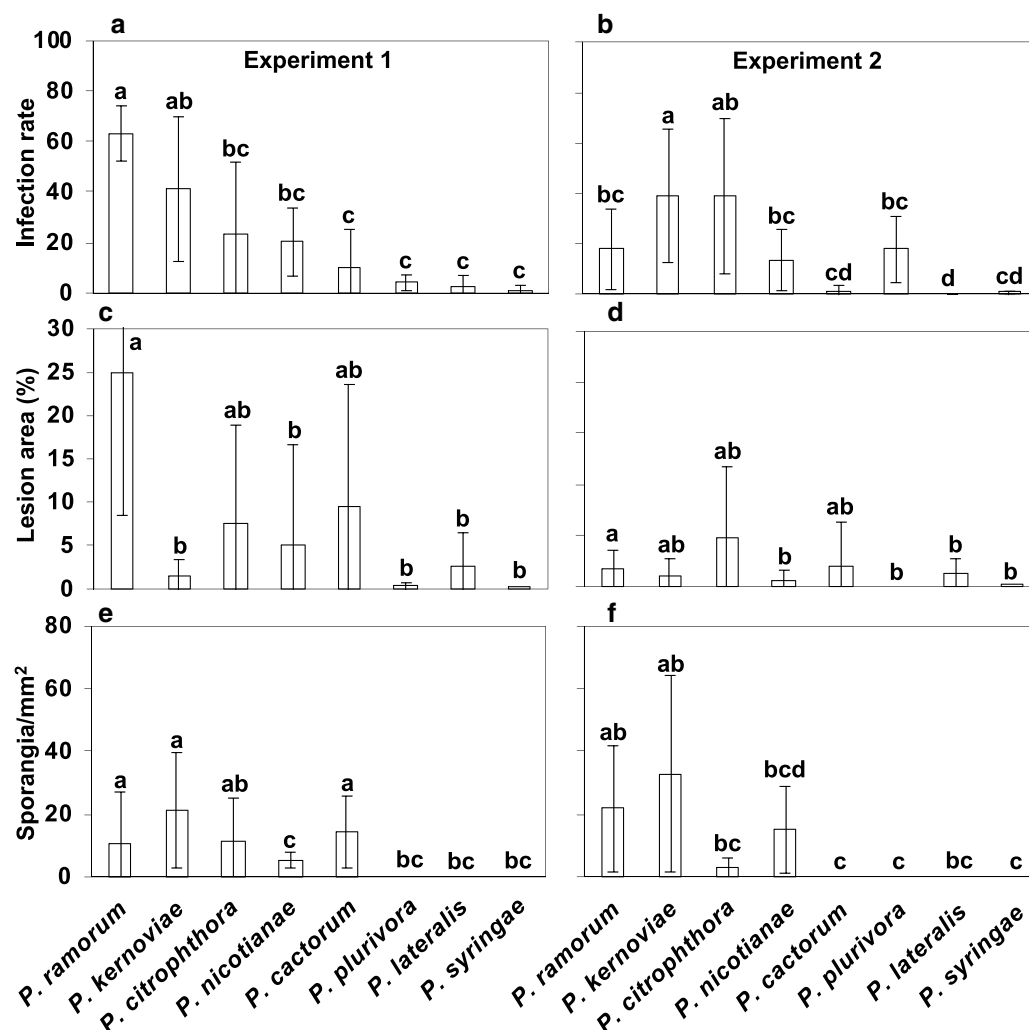 a
b
Experiment 1
Experiment 2
Infection rate
100
80
60
40
20
0
a
ab
bc
bc
c
c
c
c
bc
a
ab
bc
cd
bc
d
cd
c
d
Lesion area (%)
30
25
20
15
10
5
0
a
b
ab
b
ab
b
b
b
a
ab
ab
b
ab
b
b
b
e
f
Sporangia/mm²
80
60
40
20
0
a
a
ab
c
a
bc
bc
bc
ab
ab
bc
bcd
c
c
bc
c
P. ramorum
P. kernoviae
P. citrophthora
P. nicotianae
P. cactorum
P. plurivora
P. lateralis
P. syringae
P. ramorum
P. kernoviae
P. citrophthora
P. nicotianae
P. cactorum
P. plurivora
P. lateralis
P. syringae